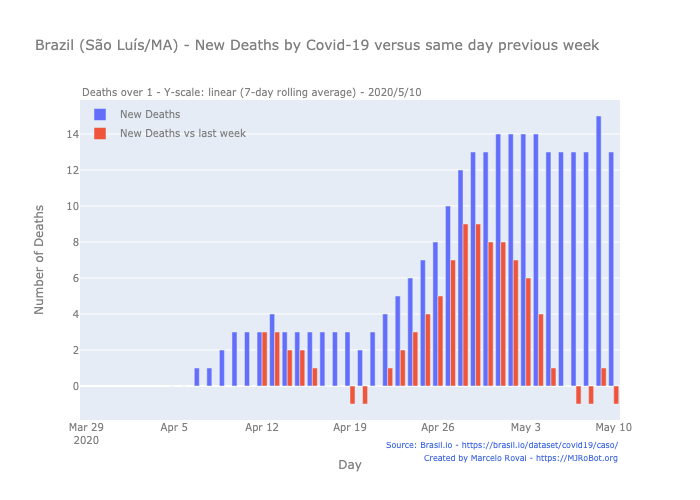 Brazil (São Luís/MA) - New Deaths by Covid-19 versus same day previous week
Deaths over 1 - Y-scale: linear (7-day rolling average) - 2020/5/10
New Deaths
New Deaths vs last week
14
12
10
8
6
4
2
0
Number of Deaths
Mar 29
2020
Apr 5
Apr 12
Apr 19
Apr 26
May 3
May 10
Day
Source: Brasil.io - https://brasil.io/dataset/covid19/caso/
Created by Marcelo Rovai - https://MJRoBot.org